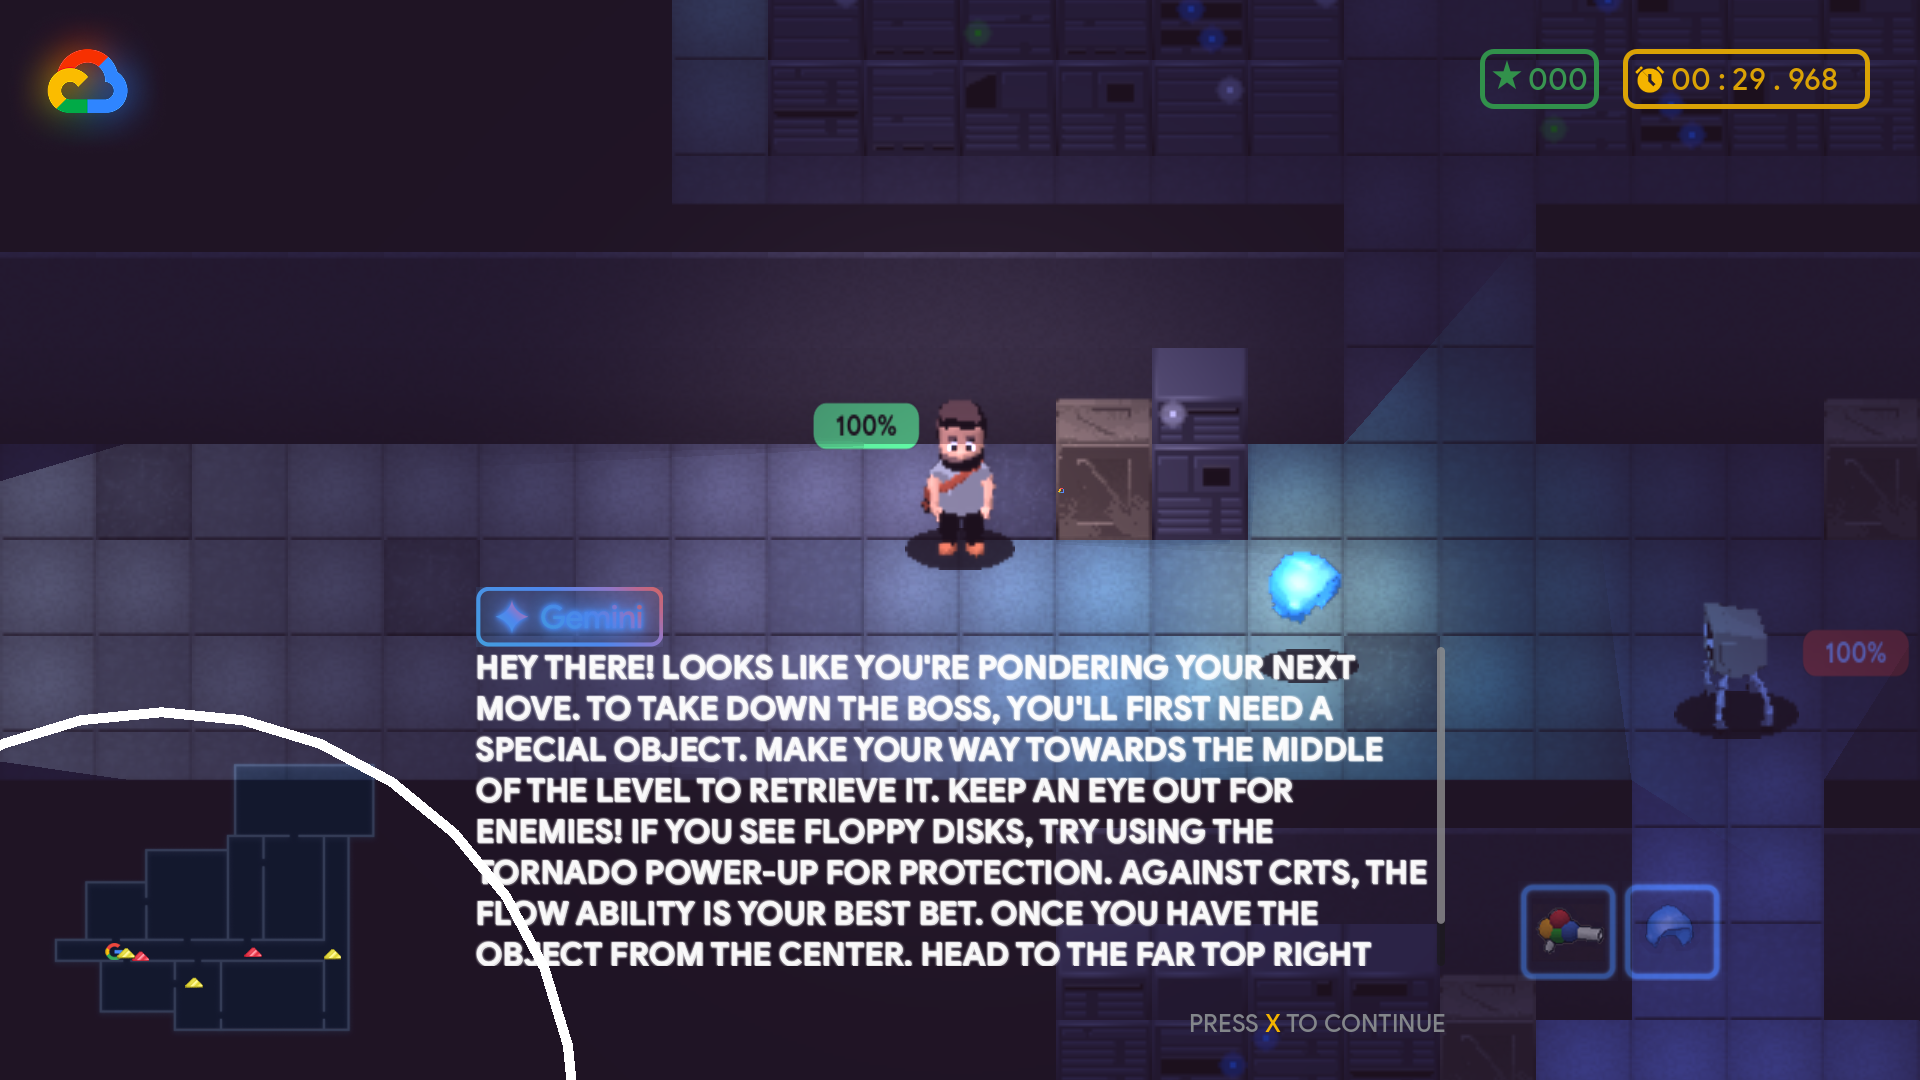 000
00:29.968
100%
Gemini
HEY THERE! LOOKS LIKE YOU'RE PONDERING YOUR NEXT
MOVE. TO TAKE DOWN THE BOSS, YOU'LL FIRST NEED A
SPECIAL OBJECT. MAKE YOUR WAY TOWARDS THE MIDDLE
OF THE LEVEL TO RETRIEVE IT. KEEP AN EYE OUT FOR
ENEMIES! IF YOU SEE FLOPPY DISKS, TRY USING THE
TORNADO POWER-UP FOR PROTECTION. AGAINST CRTS, THE
FLOW ABILITY IS YOUR BEST BET. ONCE YOU HAVE THE
OBJECT FROM THE CENTER, HEAD TO THE FAR TOP RIGHT
100%
PRESS X TO CONTINUE